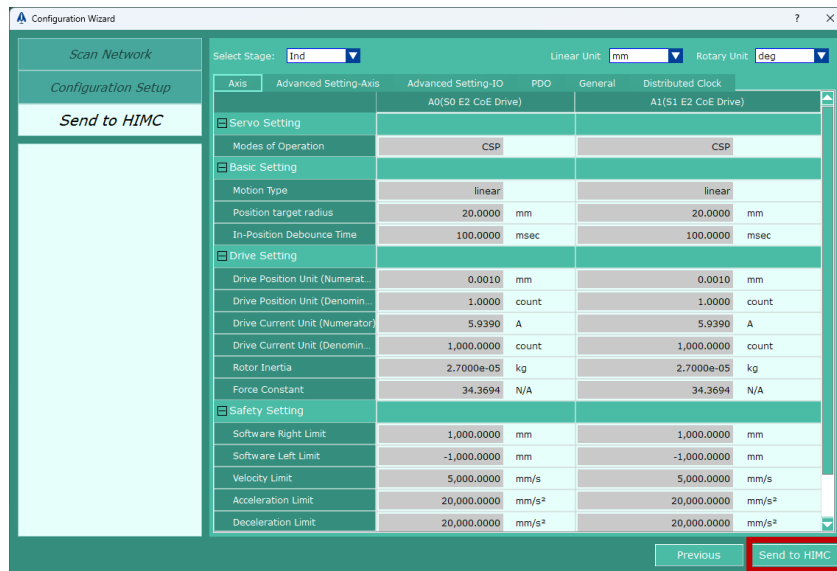 Configuration Wizard ? ×
Scan Network
Configuration Setup
Send to HIMC
Select Stage: Ind Linear Unit mm Rotary Unit deg
Axis Advanced Setting-Axis Advanced Setting-IO PDO General Distributed Clock
A0(S0 E2 CoE Drive) A1(S1 E2 CoE Drive)
Servo Setting
Modes of Operation CSP CSP
Basic Setting
Motion Type linear linear
Position target radius 20.0000 mm 20.0000 mm
In-Position Debounce Time 100.0000 msec 100.0000 msec
Drive Setting
Drive Position Unit (Numerat... 0.0010 mm 0.0010 mm
Drive Position Unit (Denomin... 1.0000 count 1.0000 count
Drive Current Unit (Numerator) 5.9390 A 5.9390 A
Drive Current Unit (Denomin... 1,000.0000 count 1,000.0000 count
Rotor Inertia 2.7000e-05 kg 2.7000e-05 kg
Force Constant 34.3694 N/A 34.3694 N/A
Safety Setting
Software Right Limit 1,000.0000 mm 1,000.0000 mm
Software Left Limit -1,000.0000 mm -1,000.0000 mm
Velocity Limit 5,000.0000 mm/s 5,000.0000 mm/s
Acceleration Limit 20,000.0000 mm/s² 20,000.0000 mm/s²
Deceleration Limit 20,000.0000 mm/s² 20,000.0000 mm/s²
Previous Send to HIMC